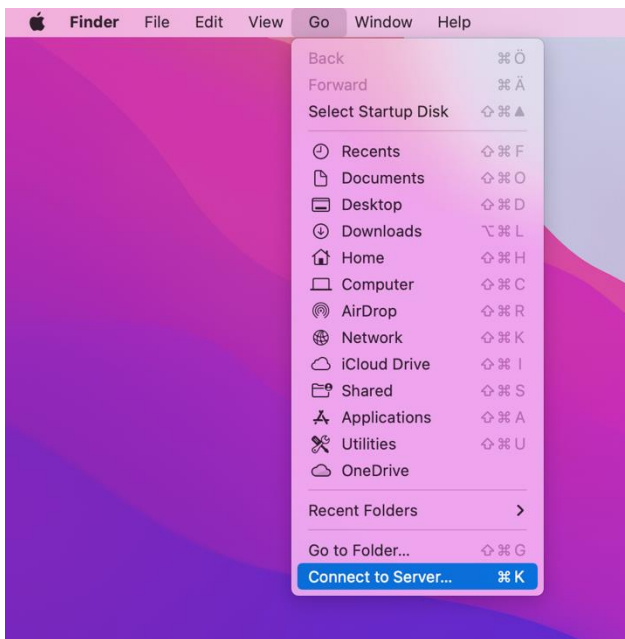 Finder File Edit View Go Window Help
Back ⌘Ö
Forward ⌘Ä
Select Startup Disk ⇧⌘▲
Recents ⇧⌘F
Documents ⇧⌘O
Desktop ⇧⌘D
Downloads ⌥⌘L
Home ⇧⌘H
Computer ⇧⌘C
AirDrop ⇧⌘R
Network ⇧⌘K
iCloud Drive ⇧⌘I
Shared ⇧⌘S
Applications ⇧⌘A
Utilities ⇧⌘U
OneDrive
Recent Folders
Go to Folder... ⇧⌘G
Connect to Server... ⌘K